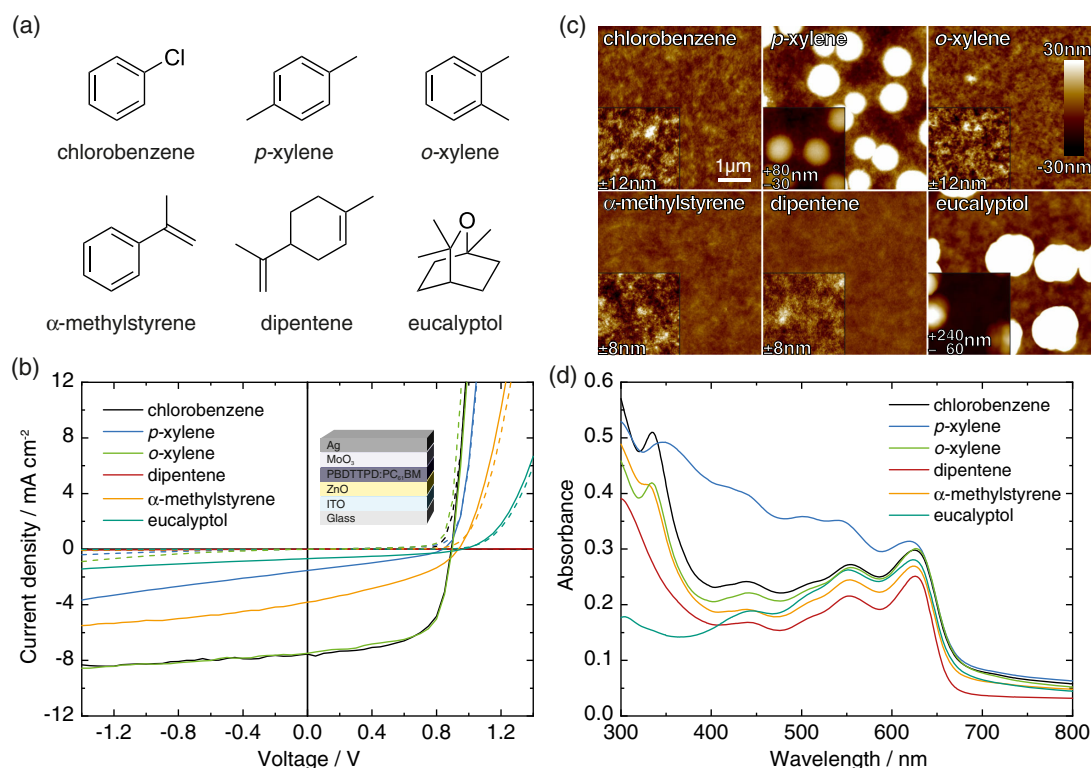 (a)
Cl
chlorobenzene
p-xylene
o-xylene
O
α-methylstyrene
dipentene
eucalyptol
(c)
chlorobenzene
p-xylene
o-xylene
30nm
-30nm
1μm
±12nm
+80
-30 nm
±12nm
α-methylstyrene
dipentene
eucalyptol
±8nm
±8nm
+240
- 60 nm
(b)
12
8
4
0
-4
-8
-12
Current density / mA cm⁻²
-1.2
-0.8
-0.4
0.0
0.4
0.8
1.2
Voltage / V
chlorobenzene
p-xylene
o-xylene
dipentene
α-methylstyrene
eucalyptol
Ag
MoO₃
PBDTTPD:PC₆₁BM
ZnO
ITO
Glass
(d)
0.6
0.5
0.4
0.3
0.2
0.1
0.0
Absorbance
300
400
500
600
700
800
Wavelength / nm
chlorobenzene
p-xylene
o-xylene
dipentene
α-methylstyrene
eucalyptol